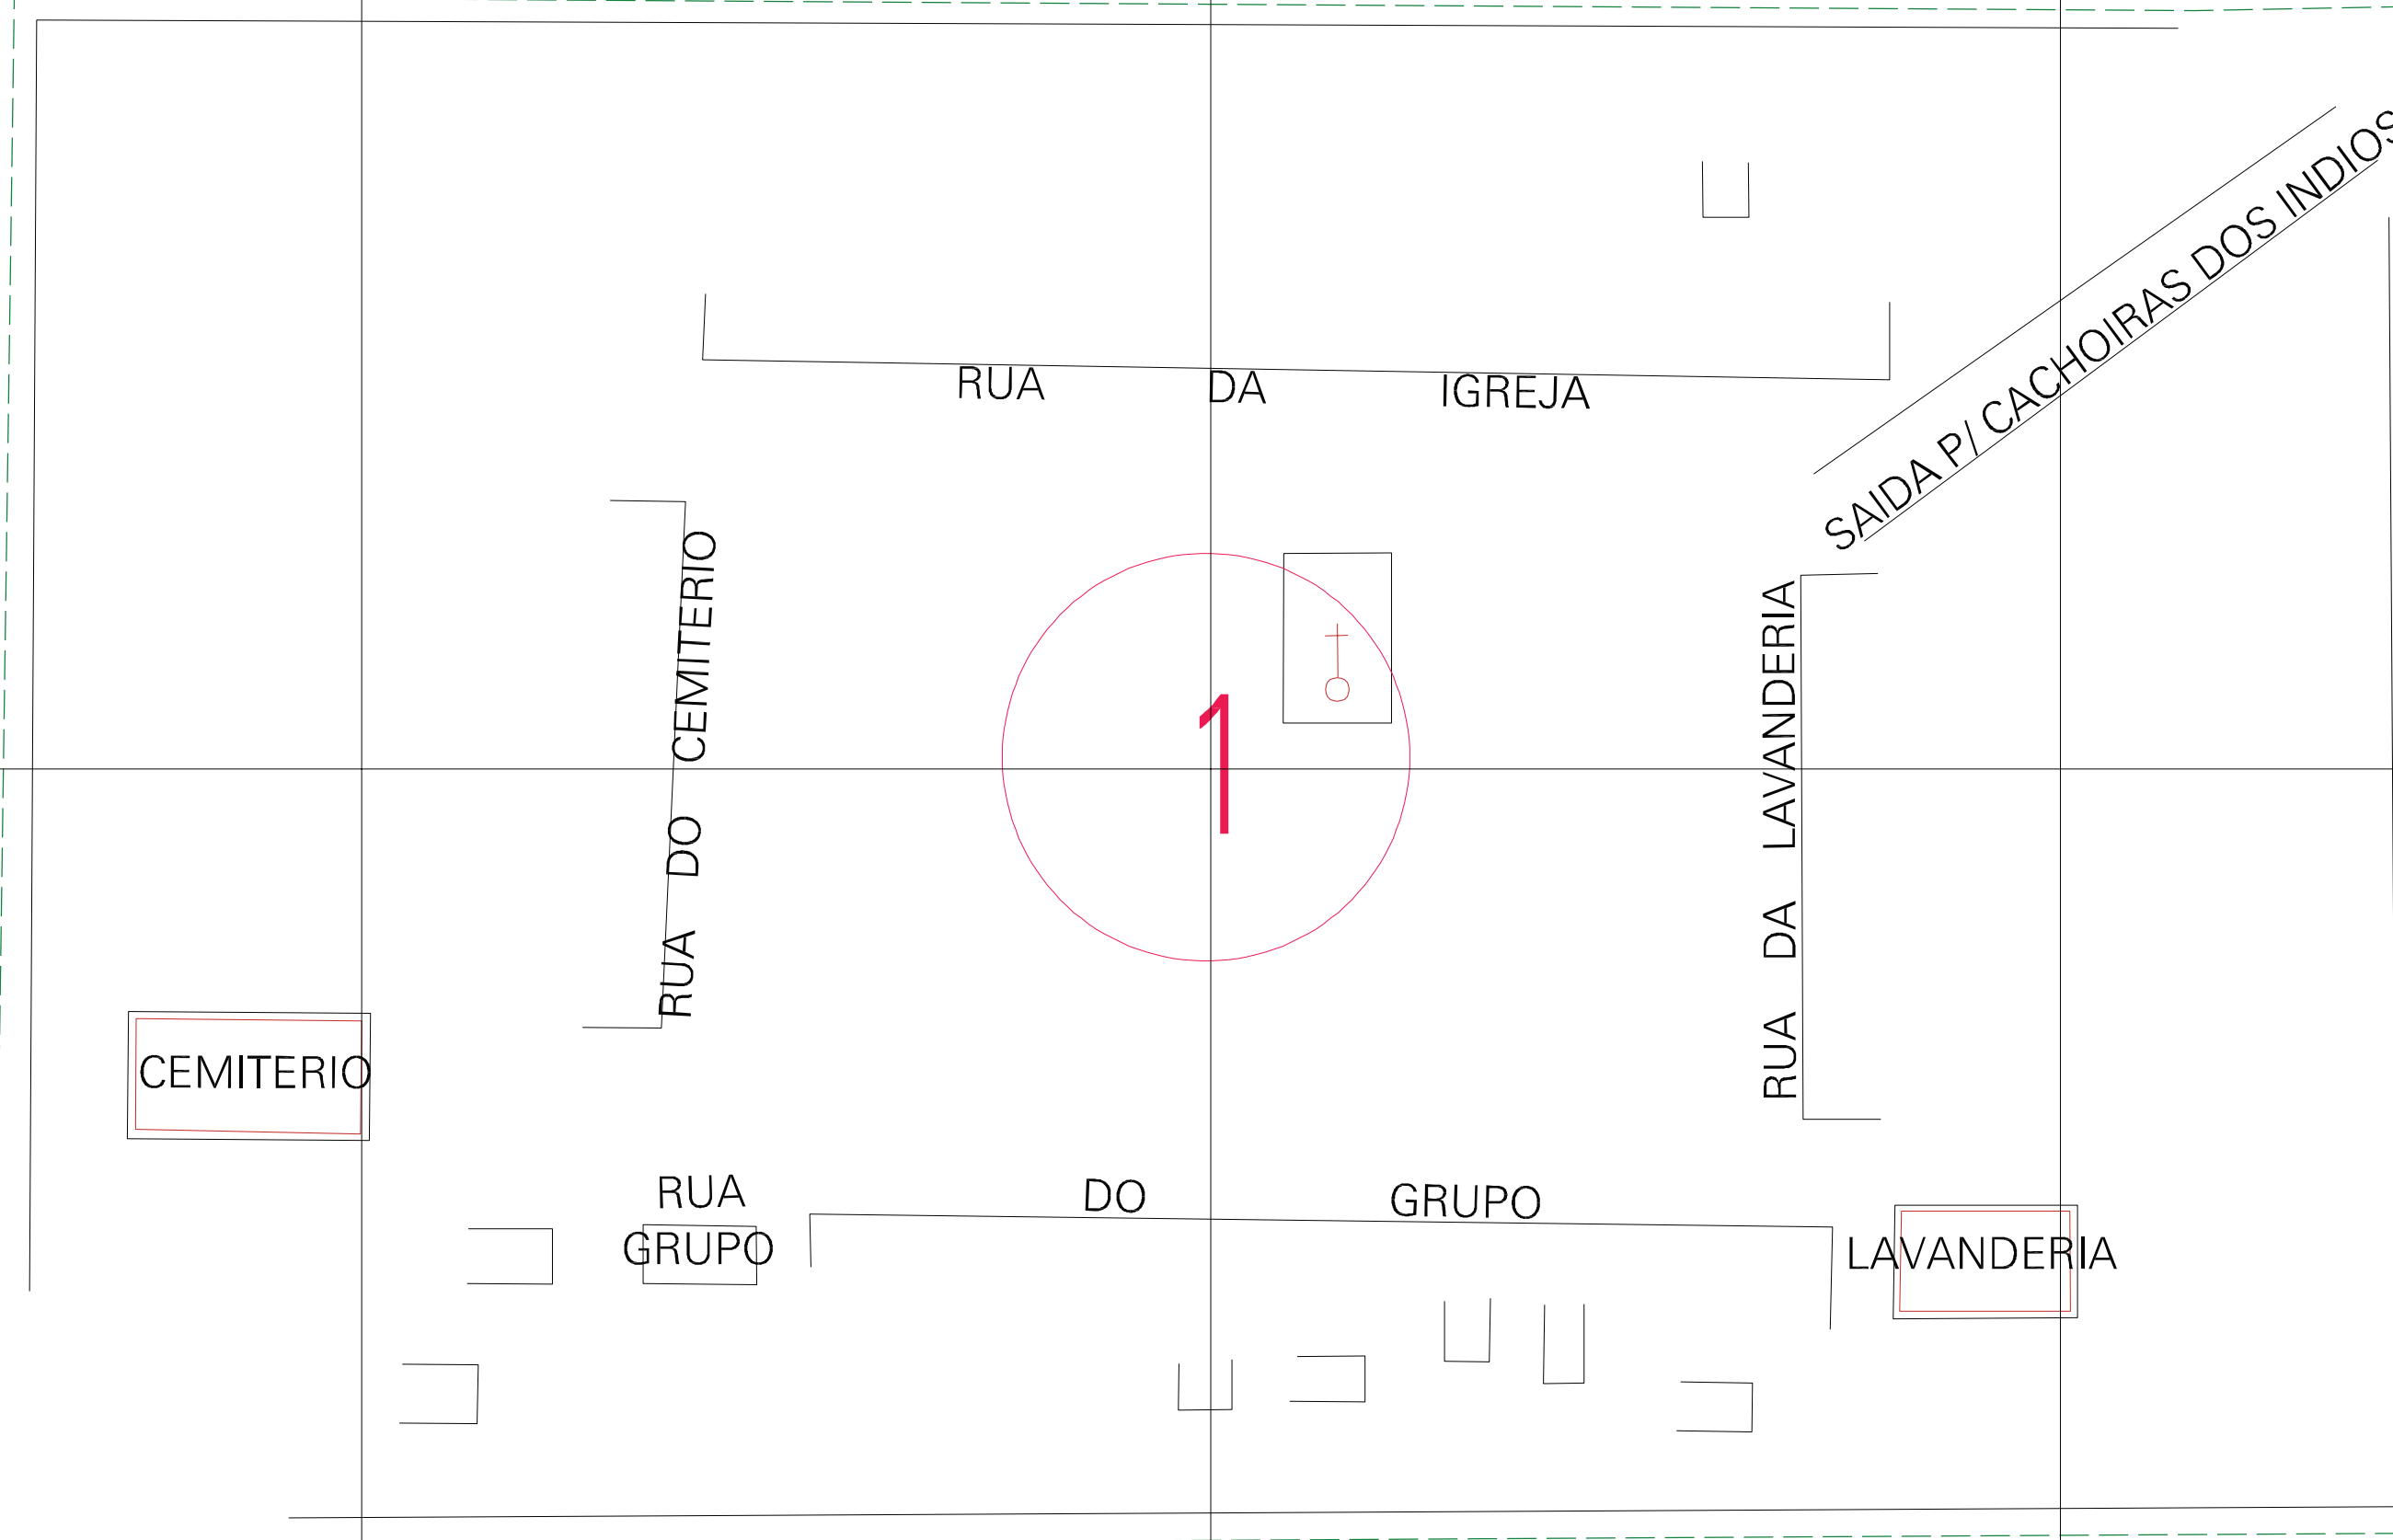 SAIDA P/ CACHOIRAS DOS INDIOS
RUA DA IGREJA
RUA DO CEMITERIO
1
RUA DA LAVANDERIA
CEMITERIO
RUA DO GRUPO
GRUPO
LAVANDERIA